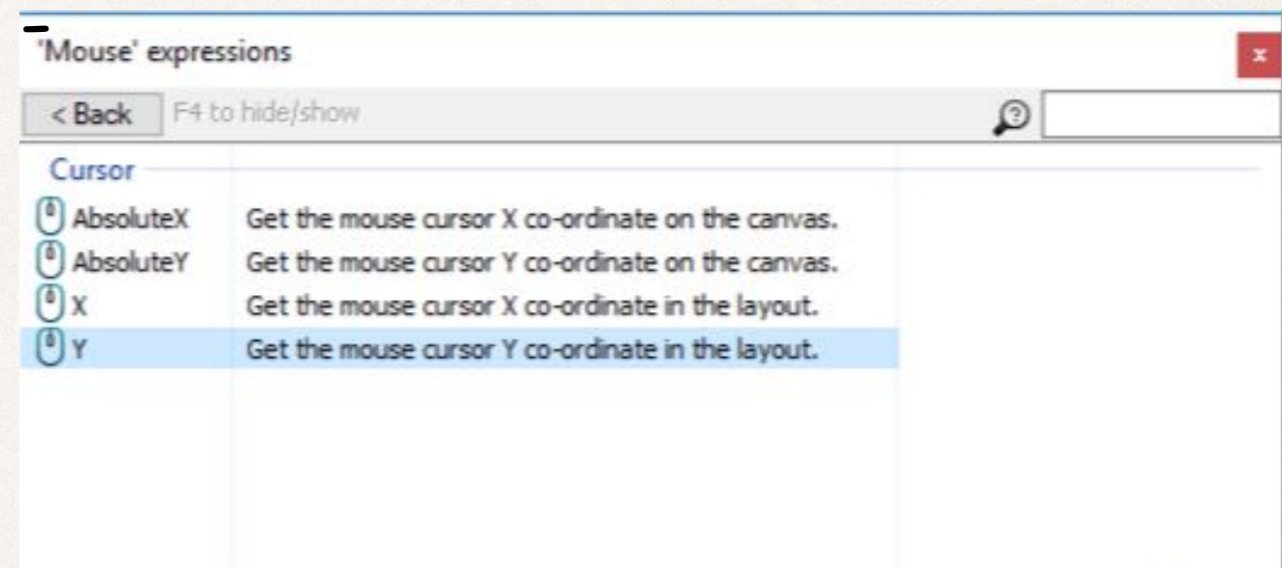 'Mouse' expressions
x
< Back F4 to hide/show
Cursor
AbsoluteX Get the mouse cursor X co-ordinate on the canvas.
AbsoluteY Get the mouse cursor Y co-ordinate on the canvas.
X Get the mouse cursor X co-ordinate in the layout.
Y Get the mouse cursor Y co-ordinate in the layout.